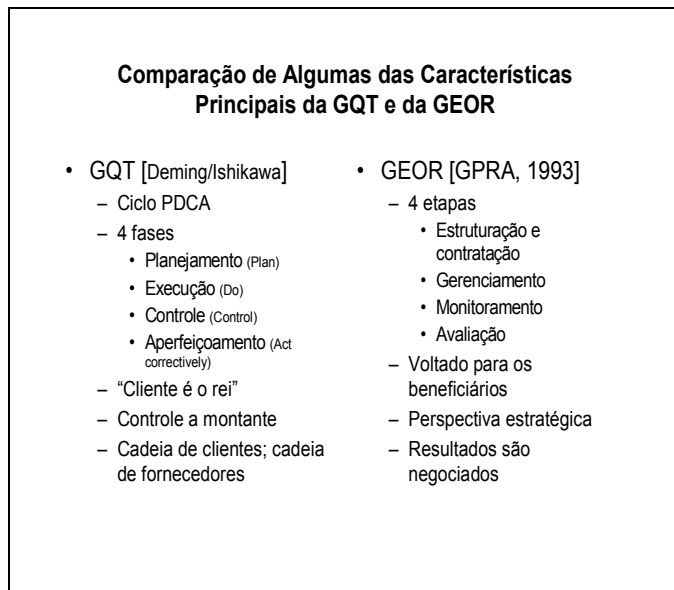 Comparação de Algumas das Características
Principais da GQT e da GEOR
• GQT [Deming/Ishikawa]
– Ciclo PDCA
– 4 fases
• Planejamento (Plan)
• Execução (Do)
• Controle (Control)
• Aperfeiçoamento (Act
correctively)
– “Cliente é o rei”
– Controle a montante
– Cadeia de clientes; cadeia
de fornecedores
• GEOR [GPRA, 1993]
– 4 etapas
• Estruturação e
contratação
• Gerenciamento
• Monitoramento
• Avaliação
– Voltado para os
beneficiários
– Perspectiva estratégica
– Resultados são
negociados